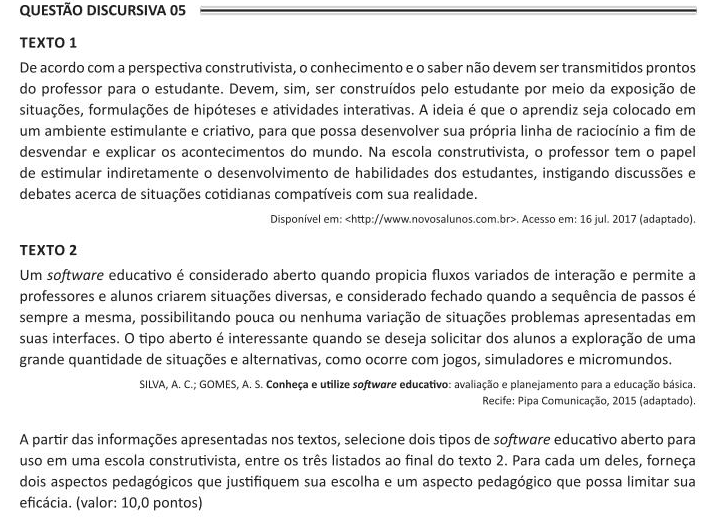 QUESTÃO DISCURSIVA 05
TEXTO 1
De acordo com a perspectiva construtivista, o conhecimento e o saber não devem ser transmitidos prontos
do professor para o estudante. Devem, sim, ser construídos pelo estudante por meio da exposição de
situações, formulações de hipóteses e atividades interativas. A ideia é que o aprendiz seja colocado em
um ambiente estimulante e criativo, para que possa desenvolver sua própria linha de raciocínio a fim de
desvendar e explicar os acontecimentos do mundo. Na escola construtivista, o professor tem o papel
de estimular indiretamente o desenvolvimento de habilidades dos estudantes, instigando discussões e
debates acerca de situações cotidianas compatíveis com sua realidade.
Disponível em: <http://www.novosalunos.com.br>. Acesso em: 16 jul. 2017 (adaptado).
TEXTO 2
Um software educativo é considerado aberto quando propicia fluxos variados de interação e permite a
professores e alunos criarem situações diversas, e considerado fechado quando a sequência de passos é
sempre a mesma, possibilitando pouca ou nenhuma variação de situações problemas apresentadas em
suas interfaces. O tipo aberto é interessante quando se deseja solicitar dos alunos a exploração de uma
grande quantidade de situações e alternativas, como ocorre com jogos, simuladores e micromundos.
SILVA, A. C.; GOMES, A. S. Conheça e utilize software educativo: avaliação e planejamento para a educação básica.
Recife: Pipa Comunicação, 2015 (adaptado).
A partir das informações apresentadas nos textos, selecione dois tipos de software educativo aberto para
uso em uma escola construtivista, entre os três listados ao final do texto 2. Para cada um deles, forneça
dois aspectos pedagógicos que justifiquem sua escolha e um aspecto pedagógico que possa limitar sua
eficácia. (valor: 10,0 pontos)